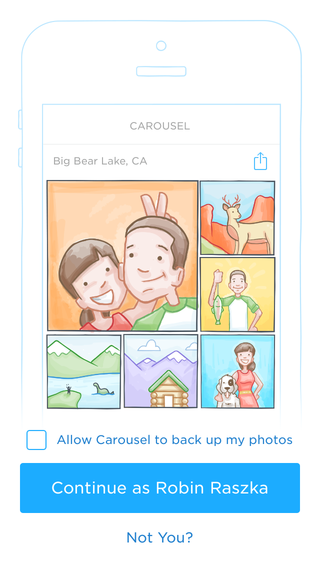 CAROUSEL
Big Bear Lake, CA
Allow Carousel to back up my photos
Continue as Robin Raszka
Not You?